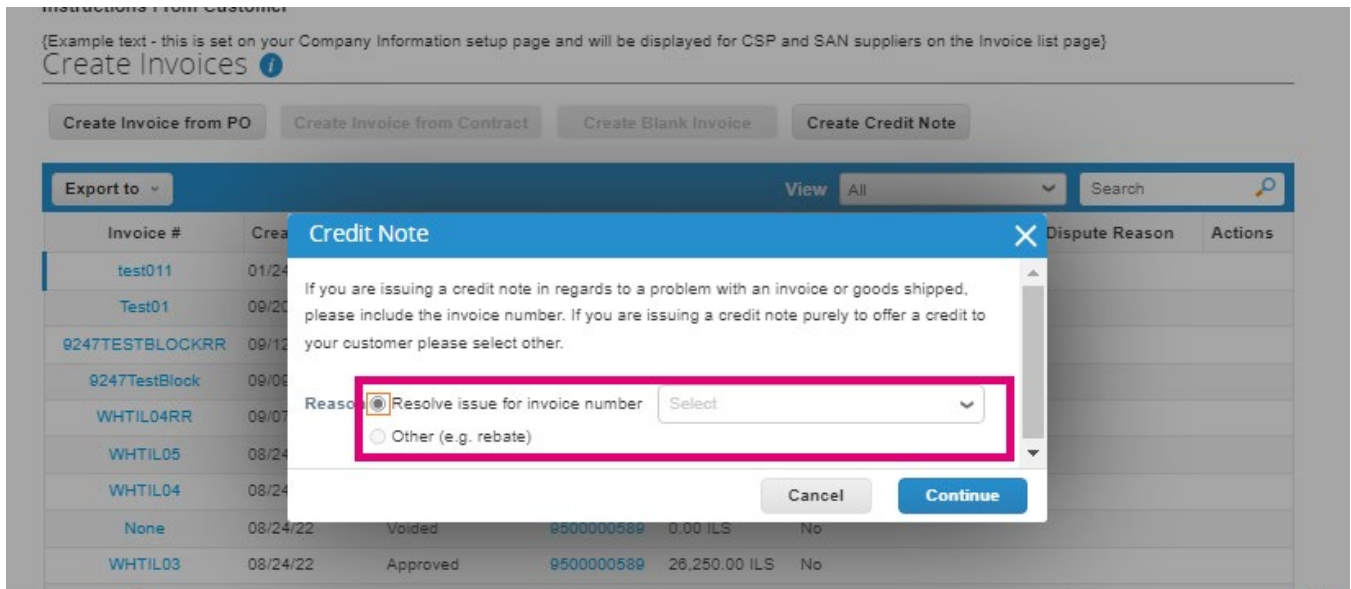 Instructions From Customer
{Example text - this is set on your Company Information setup page and will be displayed for CSP and SAN suppliers on the Invoice list page}
Create Invoices
Create Invoice from PO Create Invoice from Contract Create Blank Invoice Create Credit Note
Export to View All Search
Invoice # Crea Dispute Reason Actions
Credit Note
test011 01/24
If you are issuing a credit note in regards to a problem with an invoice or goods shipped,
Test01 09/20
please include the invoice number. If you are issuing a credit note purely to offer a credit to
9247TESTBLOCKRR 09/12
your customer please select other.
9247TestBlock 09/09
WHTIL04RR 09/07
Reason Resolve issue for invoice number Select
Other (e.g. rebate)
WHTIL05 08/24
WHTIL04 08/24
Cancel Continue
None 08/24/22 Voided 9500000589 0.00 ILS No
WHTIL03 08/24/22 Approved 9500000589 26,250.00 ILS No